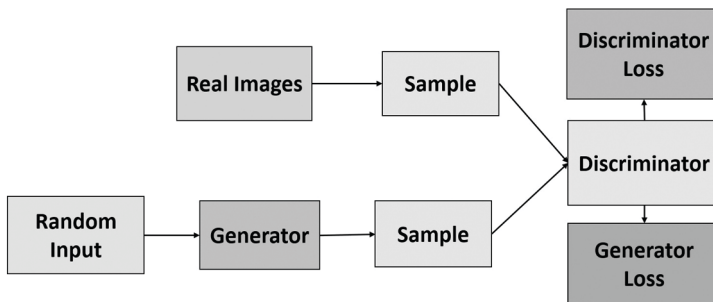 Discriminator
Loss
Real Images
Sample
Discriminator
Random
Input
Generator
Sample
Generator
Loss